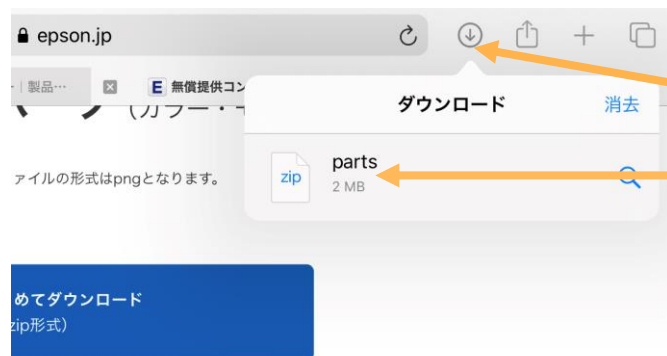 epson.jp
製品…
無償提供コン
ダウンロード
消去
(カラー・
zip
parts
2 MB
ァイルの形式はpngとなります。
めてダウンロード
zip形式)